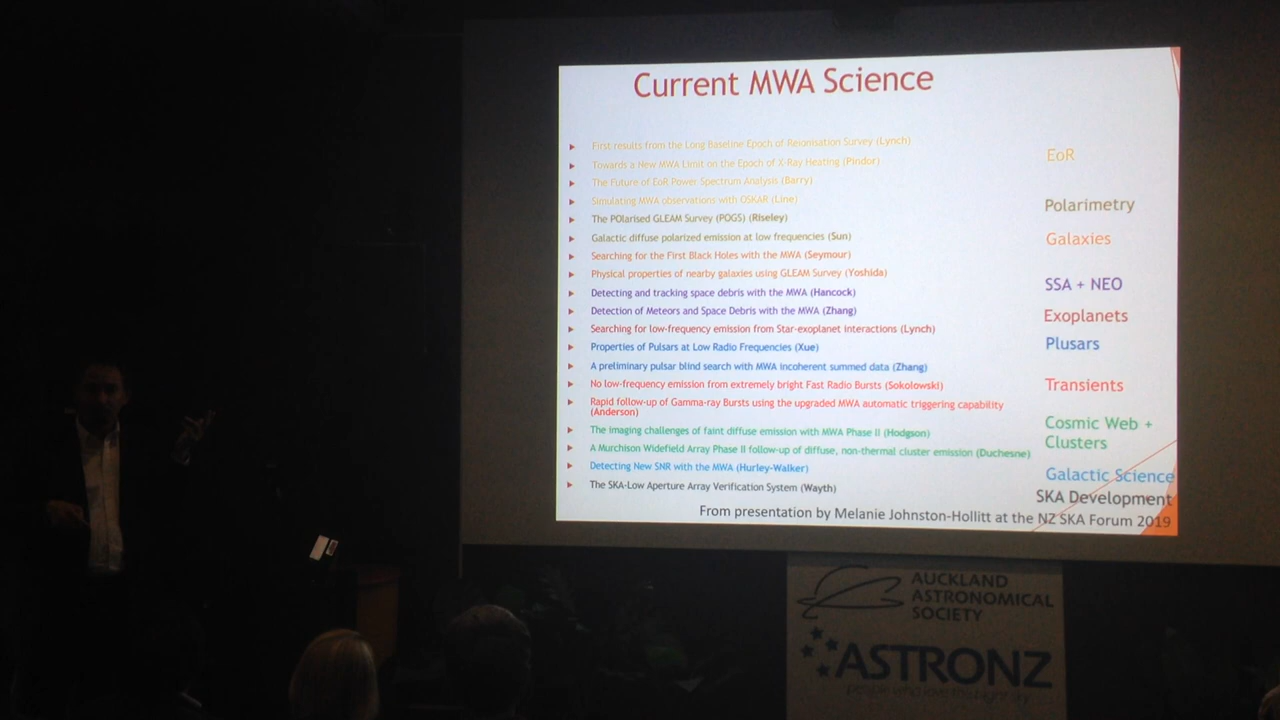 Current MWA Science
First results from the Long Baseline Epoch of Reionisation Survey (Lynch)
Towards a New MWA Limit on the Epoch of X-Ray Heating (Pindor)
The Future of EoR Power Spectrum Analysis (Barry)
Simulating MWA observations with OSKAR (Line)
The POlarised GLEAM Survey (POGS) (Riseley)
Galactic diffuse polarized emission at low frequencies (Sun)
Searching for the First Black Holes with the MWA (Seymour)
Physical properties of nearby galaxies using GLEAM Survey (Yoshida)
Detecting and tracking space debris with the MWA (Hancock)
Detection of Meteors and Space Debris with the MWA (Zhang)
Searching for low-frequency emission from Star-exoplanet interactions (Lynch)
Properties of Pulsars at Low Radio Frequencies (Xue)
A preliminary pulsar blind search with MWA incoherent summed data (Zhang)
No low-frequency emission from extremely bright Fast Radio Bursts (Sokolowski)
Rapid follow-up of Gamma-ray Bursts using the upgraded MWA automatic triggering capability
(Anderson)
The imaging challenges of faint diffuse emission with MWA Phase II (Hodgson)
A Murchison Widefield Array Phase II follow-up of diffuse, non-thermal cluster emission (Duchesne)
Detecting New SNR with the MWA (Hurley-Walker)
The SKA-Low Aperture Array Verification System (Wayth)
EoR
Polarimetry
Galaxies
SSA + NEO
Exoplanets
Plusars
Transients
Cosmic Web +
Clusters
Galactic Science
SKA Development
From presentation by Melanie Johnston-Hollitt at the NZ SKA Forum 2019
AUCKLAND
ASTRONOMICAL
SOCIETY
ASTRONZ
people who love the night sky